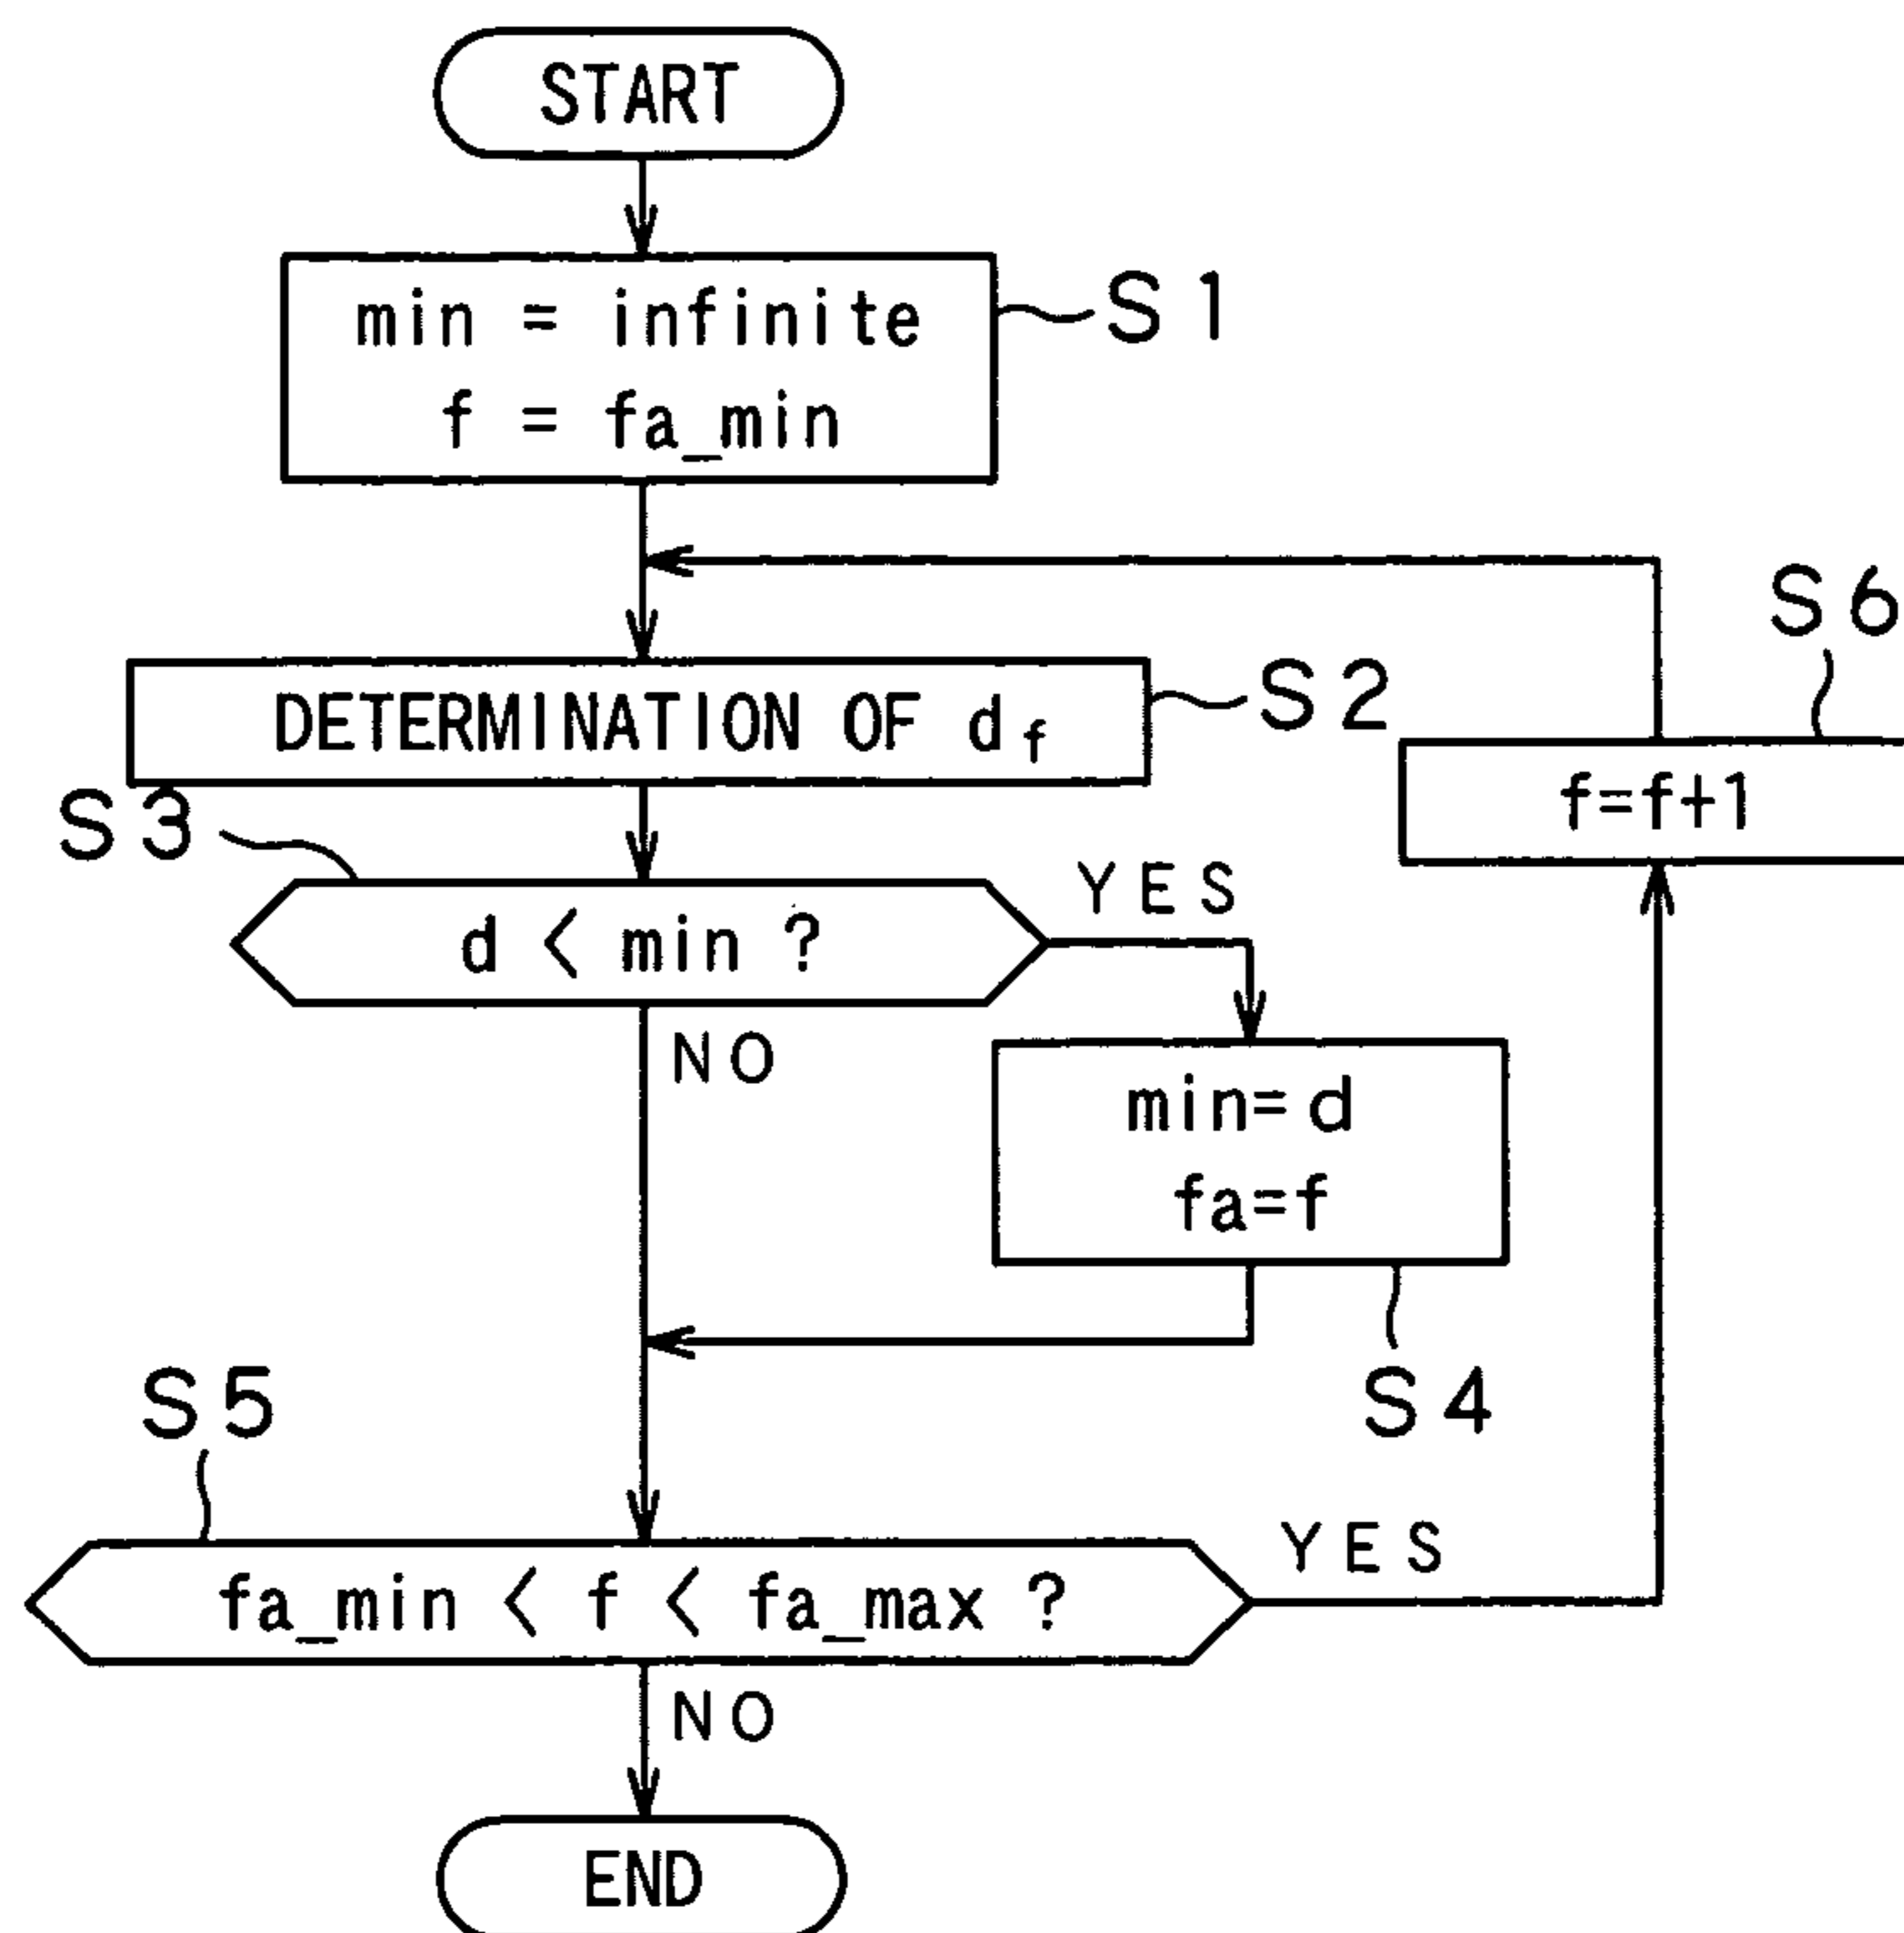 START
min = infinite
f = fa_min
S1
S6
DETERMINATION OF df
S2
f=f+1
S3
d < min ?
YES
NO
min=d
fa=f
S4
S5
fa_min < f < fa_max ?
YES
NO
END